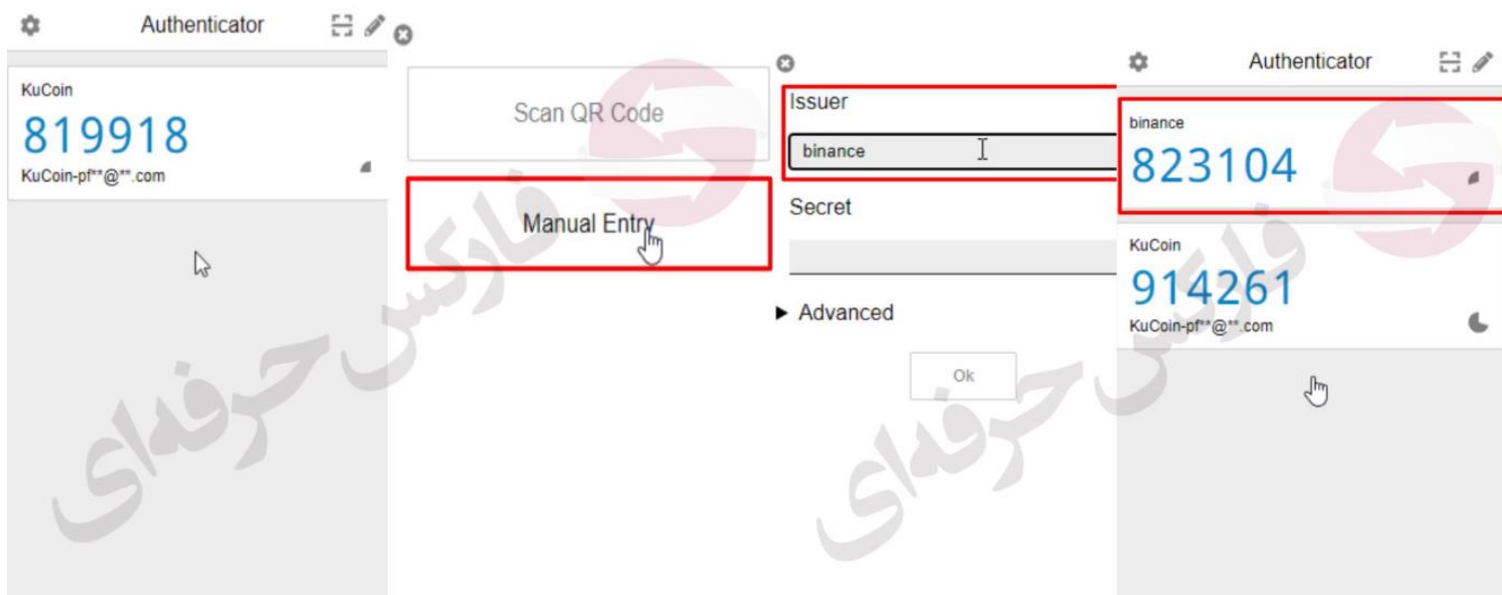 Authenticator
KuCoin
819918
KuCoin-pf**@**.com
Scan QR Code
Manual Entry
Issuer
binance
Secret
Advanced
Ok
Authenticator
binance
823104
KuCoin
914261
KuCoin-pf**@**.com
فارکس حرفه‌ای
فارکس حرفه‌ای